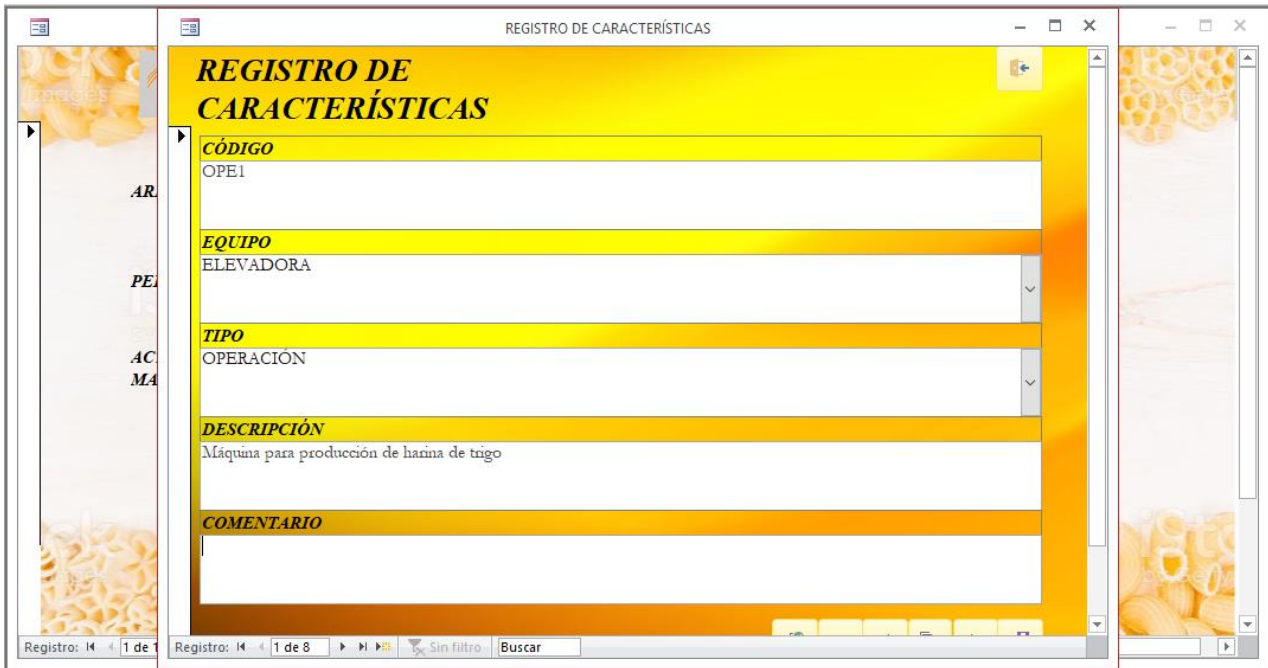 REGISTRO DE CARACTERÍSTICAS
REGISTRO DE
CARACTERÍSTICAS
CÓDIGO
OPE1
EQUIPO
ELEVADORA
TIPO
OPERACIÓN
DESCRIPCIÓN
Máquina para producción de harina de trigo
COMENTARIO
Registro: 1 de 8 Sin filtro Buscar
AR
PE
AC
MA
Registro: 1 de 1